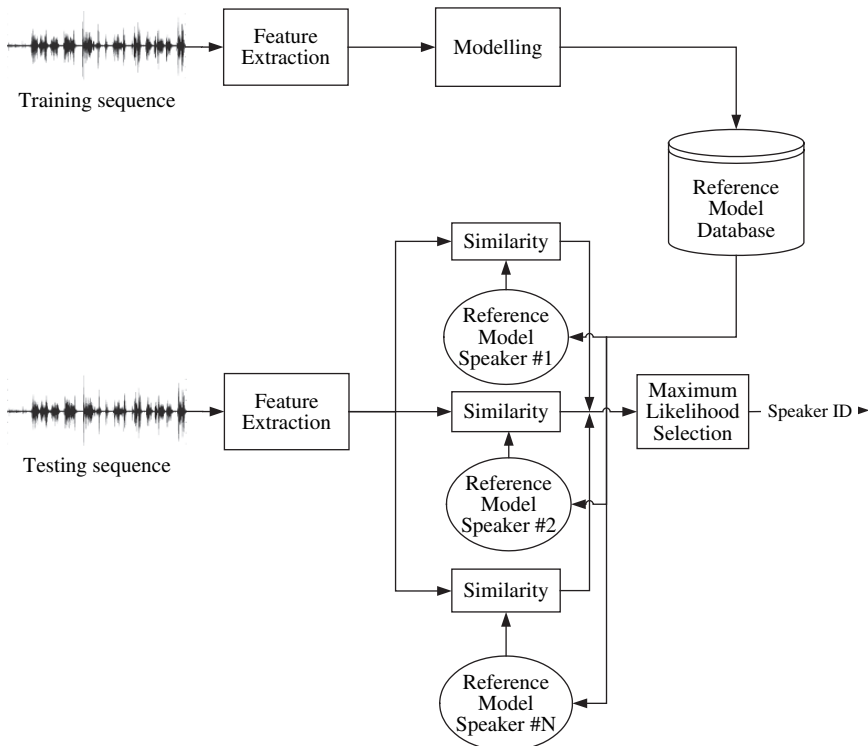 Feature
Extraction
Modelling
Training sequence
Reference
Model
Database
Similarity
Reference
Model
Speaker #1
Feature
Extraction
Similarity
Maximum
Likelihood
Selection
Speaker ID
Testing sequence
Reference
Model
Speaker #2
Similarity
Reference
Model
Speaker #N